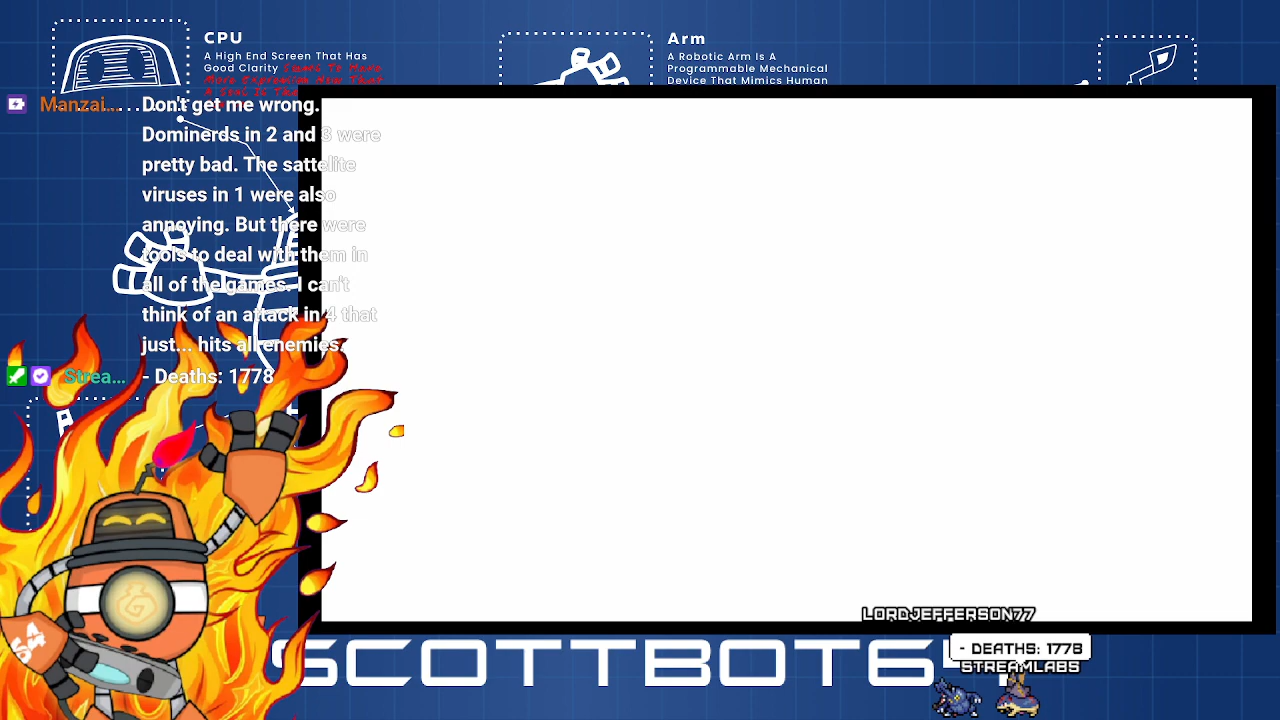 CPU
A High End Screen That Has
Good Clarity
Arm
A Robotic Arm Is A
Programmable Mechanical
Device That Mimics Human
Manzai... Don't get me wrong.
Dominerds in 2 and 3 were
pretty bad. The sattelite
viruses in 1 were also
annoying. But there were
tools to deal with them in
all of the games. I can't
think of an attack in 4 that
just... hits all enemies.
Strea... - Deaths: 1778
64
LORDJEFFERSON77
SCOTTBOT64
- DEATHS: 1778
STREAMLABS